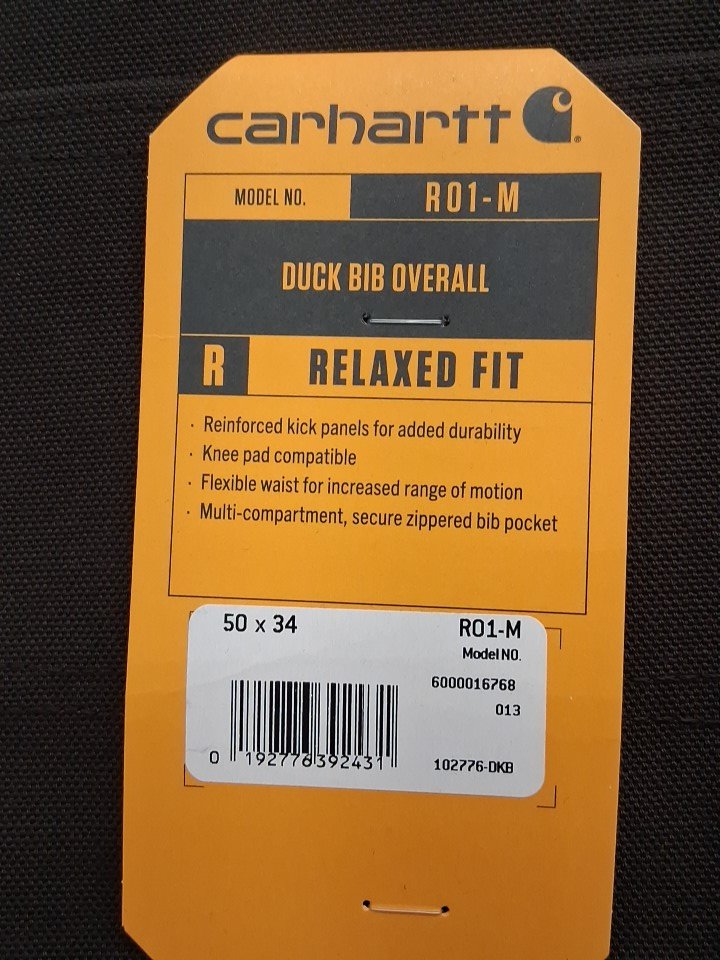 carhartt
MODEL NO. R01-M
DUCK BIB OVERALL
R RELAXED FIT
· Reinforced kick panels for added durability
· Knee pad compatible
· Flexible waist for increased range of motion
· Multi-compartment, secure zippered bib pocket
50 x 34 R01-M
Model NO.
6000016768
013
0 192776392431 102776-DKB